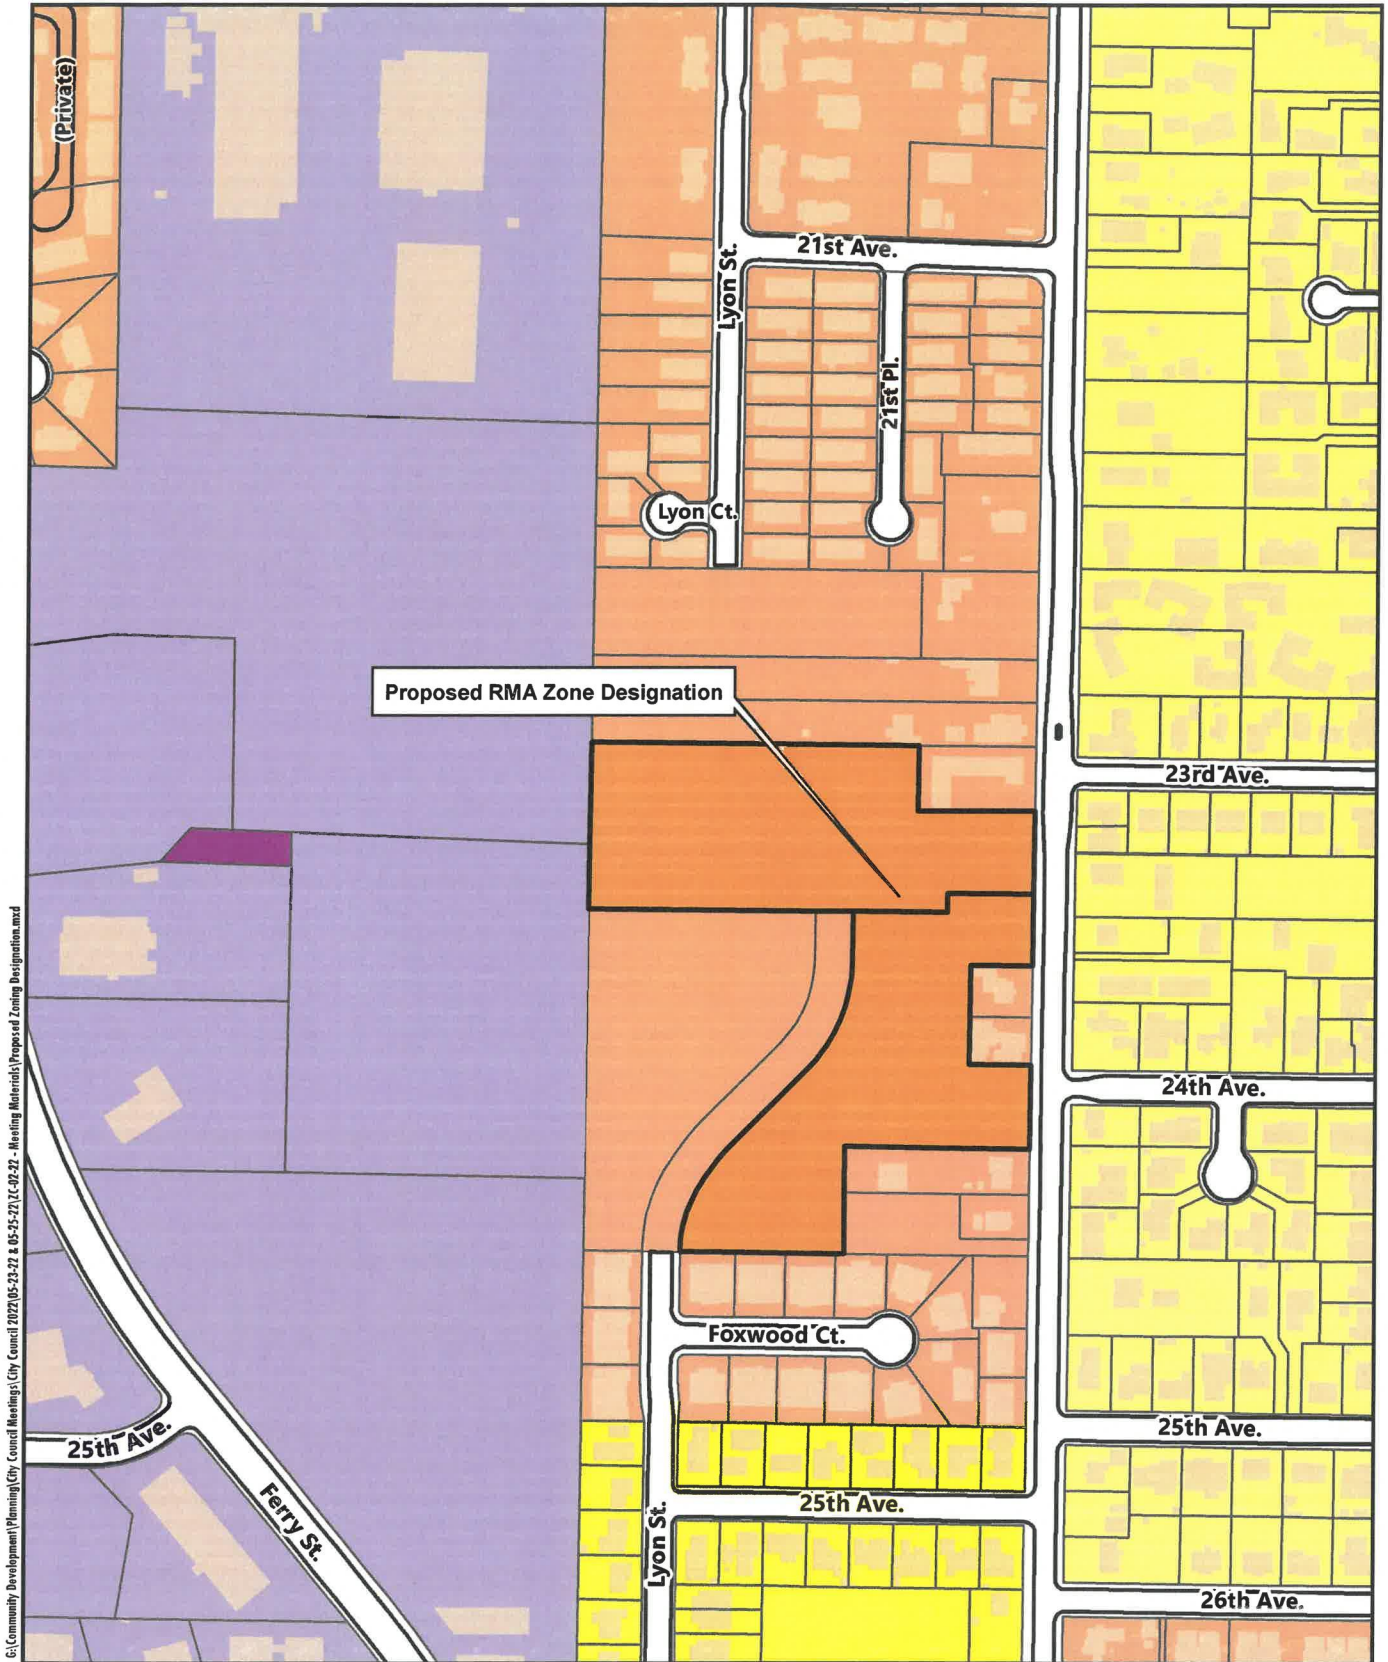 (Private)
21st Ave.
Lyon St.
21st Pl.
Lyon Ct.
Proposed RMA Zone Designation
23rd Ave.
24th Ave.
Foxwood Ct.
25th Ave.
25th Ave.
25th Ave.
Ferry St.
Lyon St.
26th Ave.
G:\Community Development\Planning\City Council Meetings\City Council 2022\05-23-22 & 05-25-22\ZC-02-22 - Meeting Materials\Proposed Zoning Designation.mxd